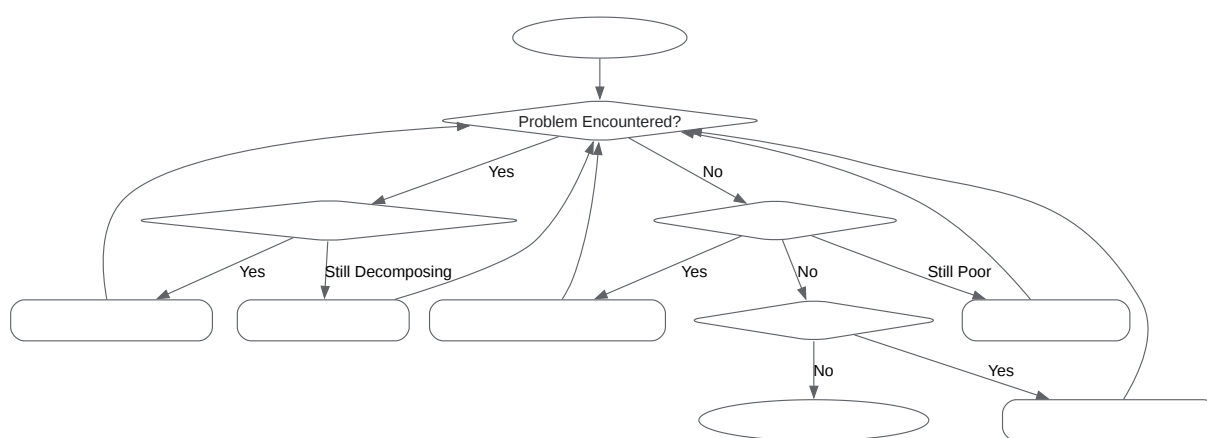 Problem Encountered?
Yes
No
Yes
Still Decomposing
Yes
No
Still Poor
No
Yes